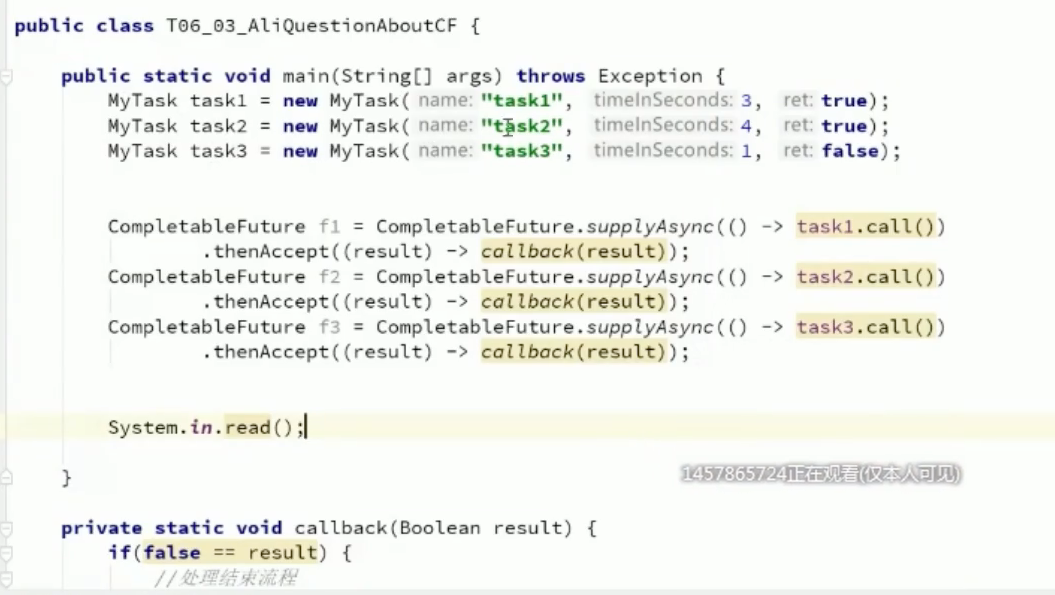 public class T06_03_AliQuestionAboutCF {
public static void main(String[] args) throws Exception {
MyTask task1 = new MyTask( name: "task1", timeInSeconds: 3, ret: true);
MyTask task2 = new MyTask( name: "task2", timeInSeconds: 4, ret: true);
MyTask task3 = new MyTask( name: "task3", timeInSeconds: 1, ret: false);
CompletableFuture f1 = CompletableFuture.supplyAsync(() -> task1.call())
.thenAccept((result) -> callback(result));
CompletableFuture f2 = CompletableFuture.supplyAsync(() -> task2.call())
.thenAccept((result) -> callback(result));
CompletableFuture f3 = CompletableFuture.supplyAsync(() -> task3.call())
.thenAccept((result) -> callback(result));
System.in.read();
1457865724正在观看(仅本人可见)
}
private static void callback(Boolean result) {
if(false == result) {
//处理结束流程